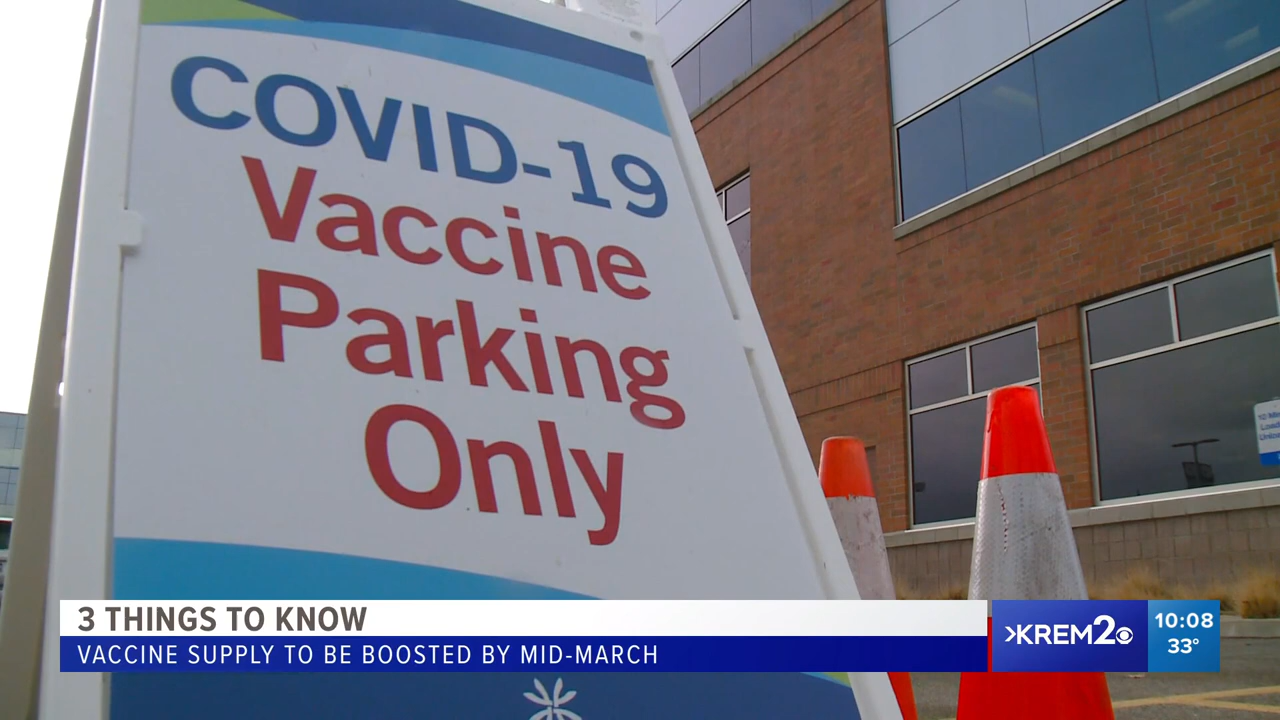 COVID-19
Vaccine
Parking
Only
3 THINGS TO KNOW
VACCINE SUPPLY TO BE BOOSTED BY MID-MARCH
KREM2
10:08
33°